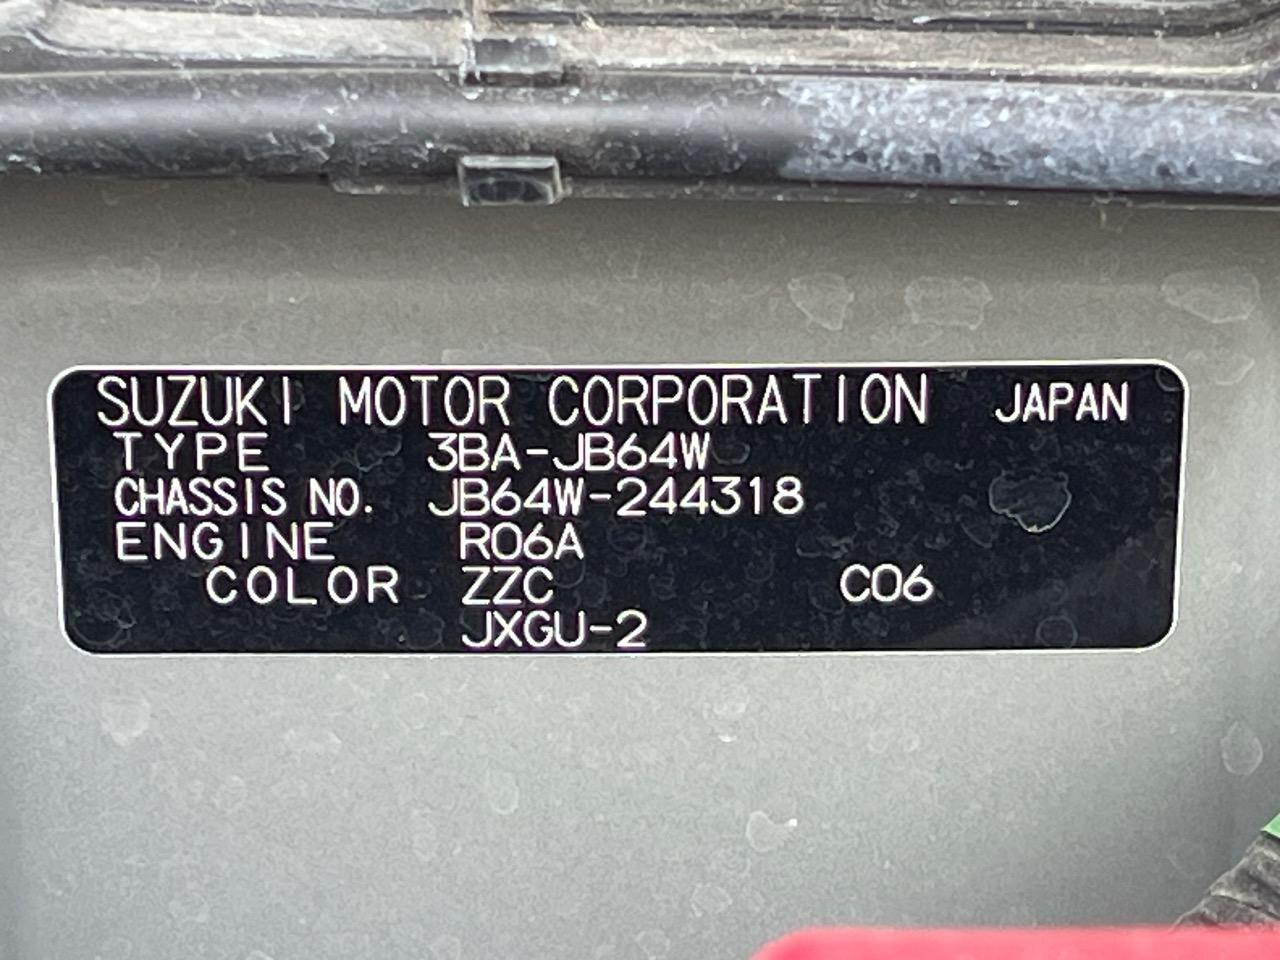 SUZUKI MOTOR CORPORATION JAPAN
TYPE 3BA-JB64W
CHASSIS NO. JB64W-244318
ENGINE R06A
COLOR ZZC C06
JXGU-2